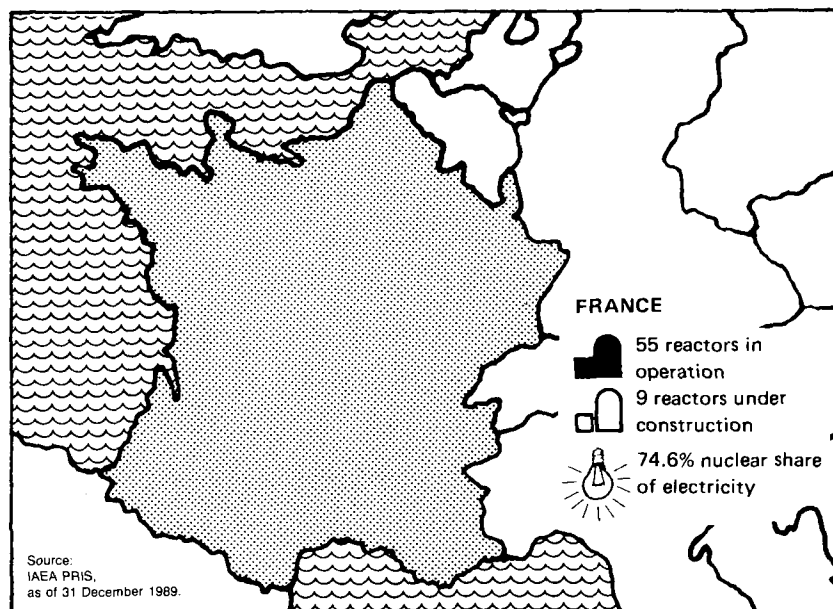 FRANCE
55 reactors in
operation
9 reactors under
construction
74.6% nuclear share
of electricity
Source:
IAEA PRIS,
as of 31 December 1989.